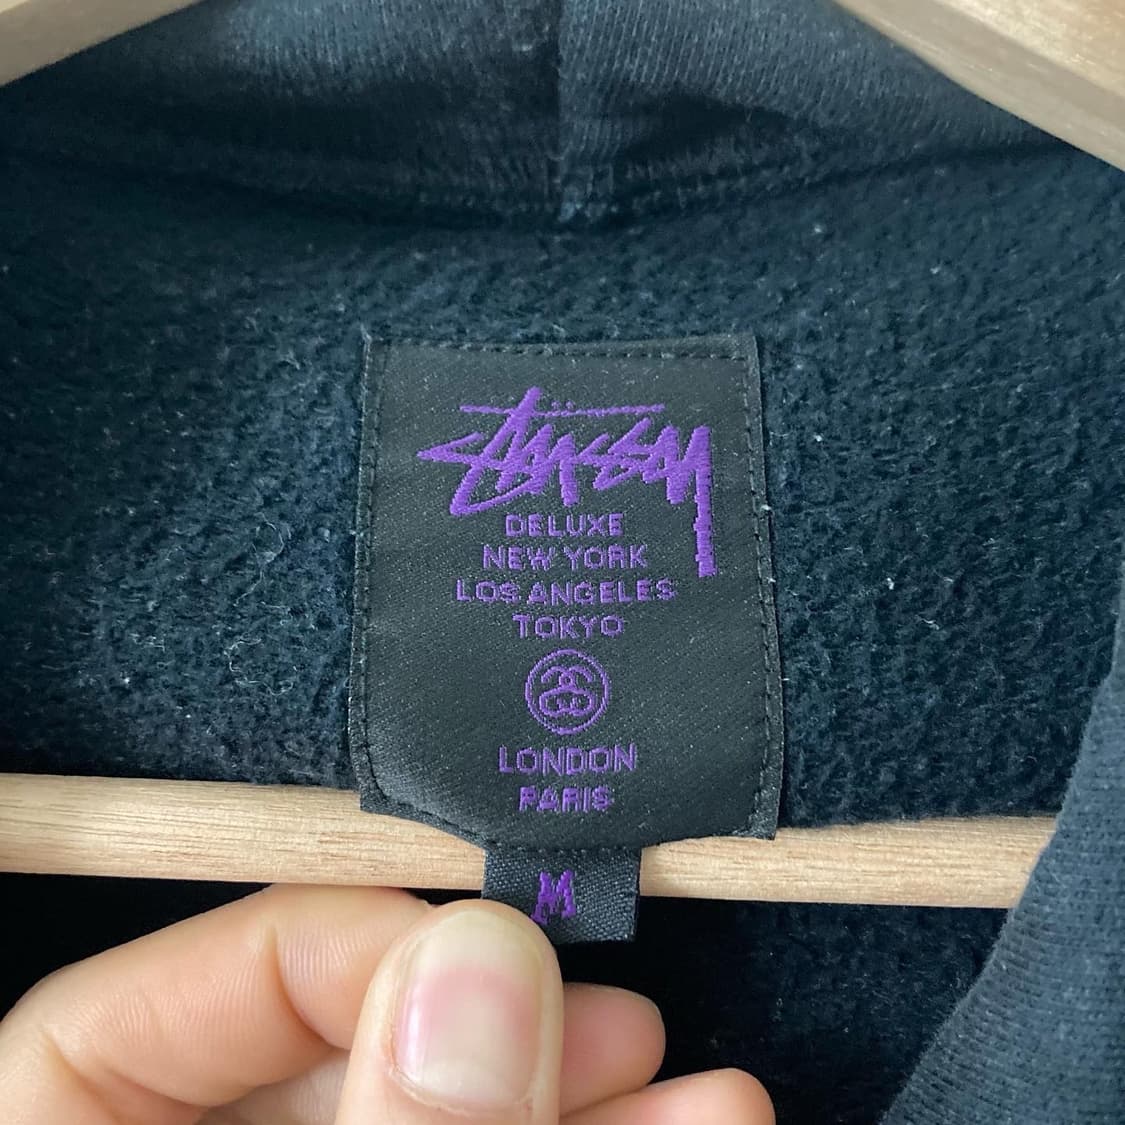 Stüssy
DELUXE
NEW YORK
LOS ANGELES
TOKYO
LONDON
PARIS
M